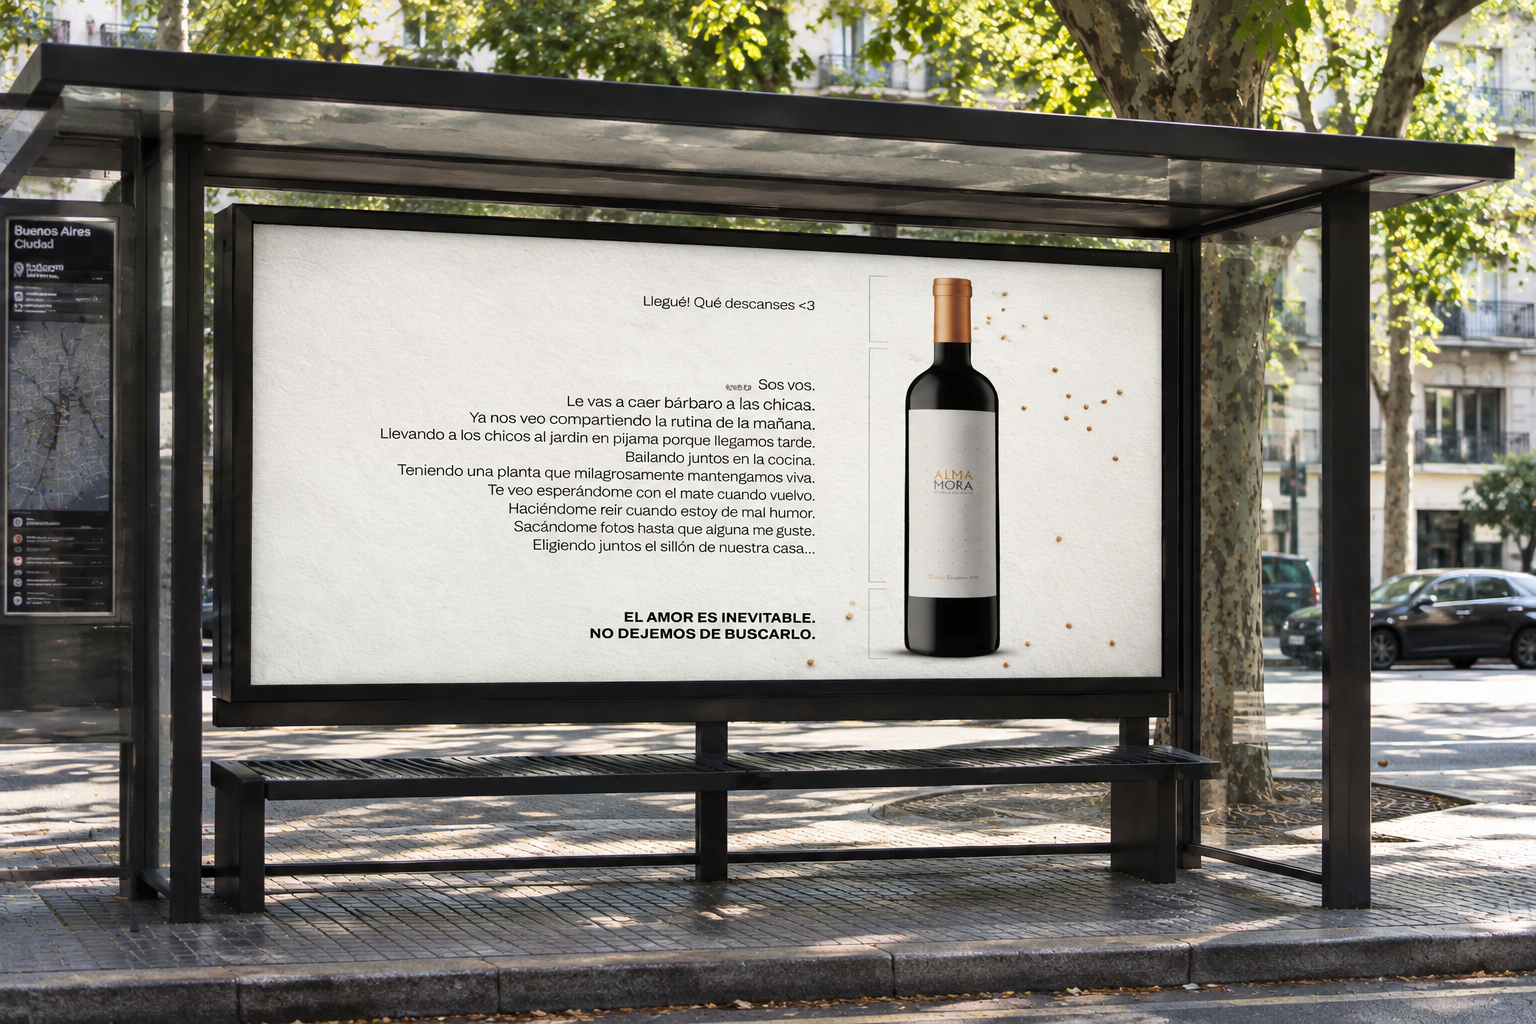 Buenos Aires
Ciudad
Llegué! Qué descanses <3
Sos vos.
Le vas a caer bárbaro a las chicas.
Ya nos veo compartiendo la rutina de la mañana.
Llevando a los chicos al jardin en pijama porque llegamos tarde.
Bailando juntos en la cocina.
Teniendo una planta que milagrosamente mantengamos viva.
Te veo esperándome con el mate cuando vuelvo.
Haciéndome reír cuando estoy de mal humor.
Sacándome fotos hasta que alguna me guste.
Eligiendo juntos el sillón de nuestra casa...
EL AMOR ES INEVITABLE.
NO DEJEMOS DE BUSCARLO.
ALMA
MORA